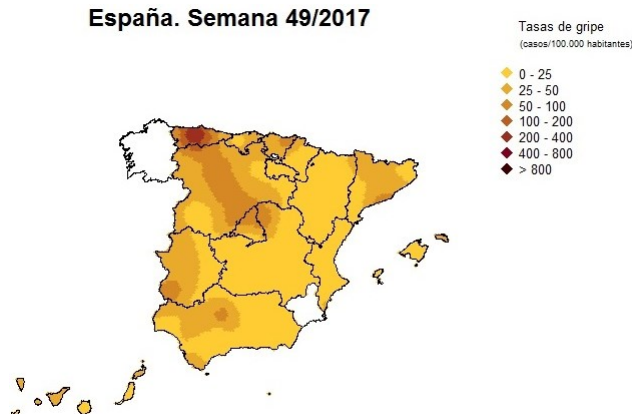 España. Semana 49/2017
Tasas de gripe
(casos/100.000 habitantes)
0 - 25
25 - 50
50 - 100
100 - 200
200 - 400
400 - 800
> 800